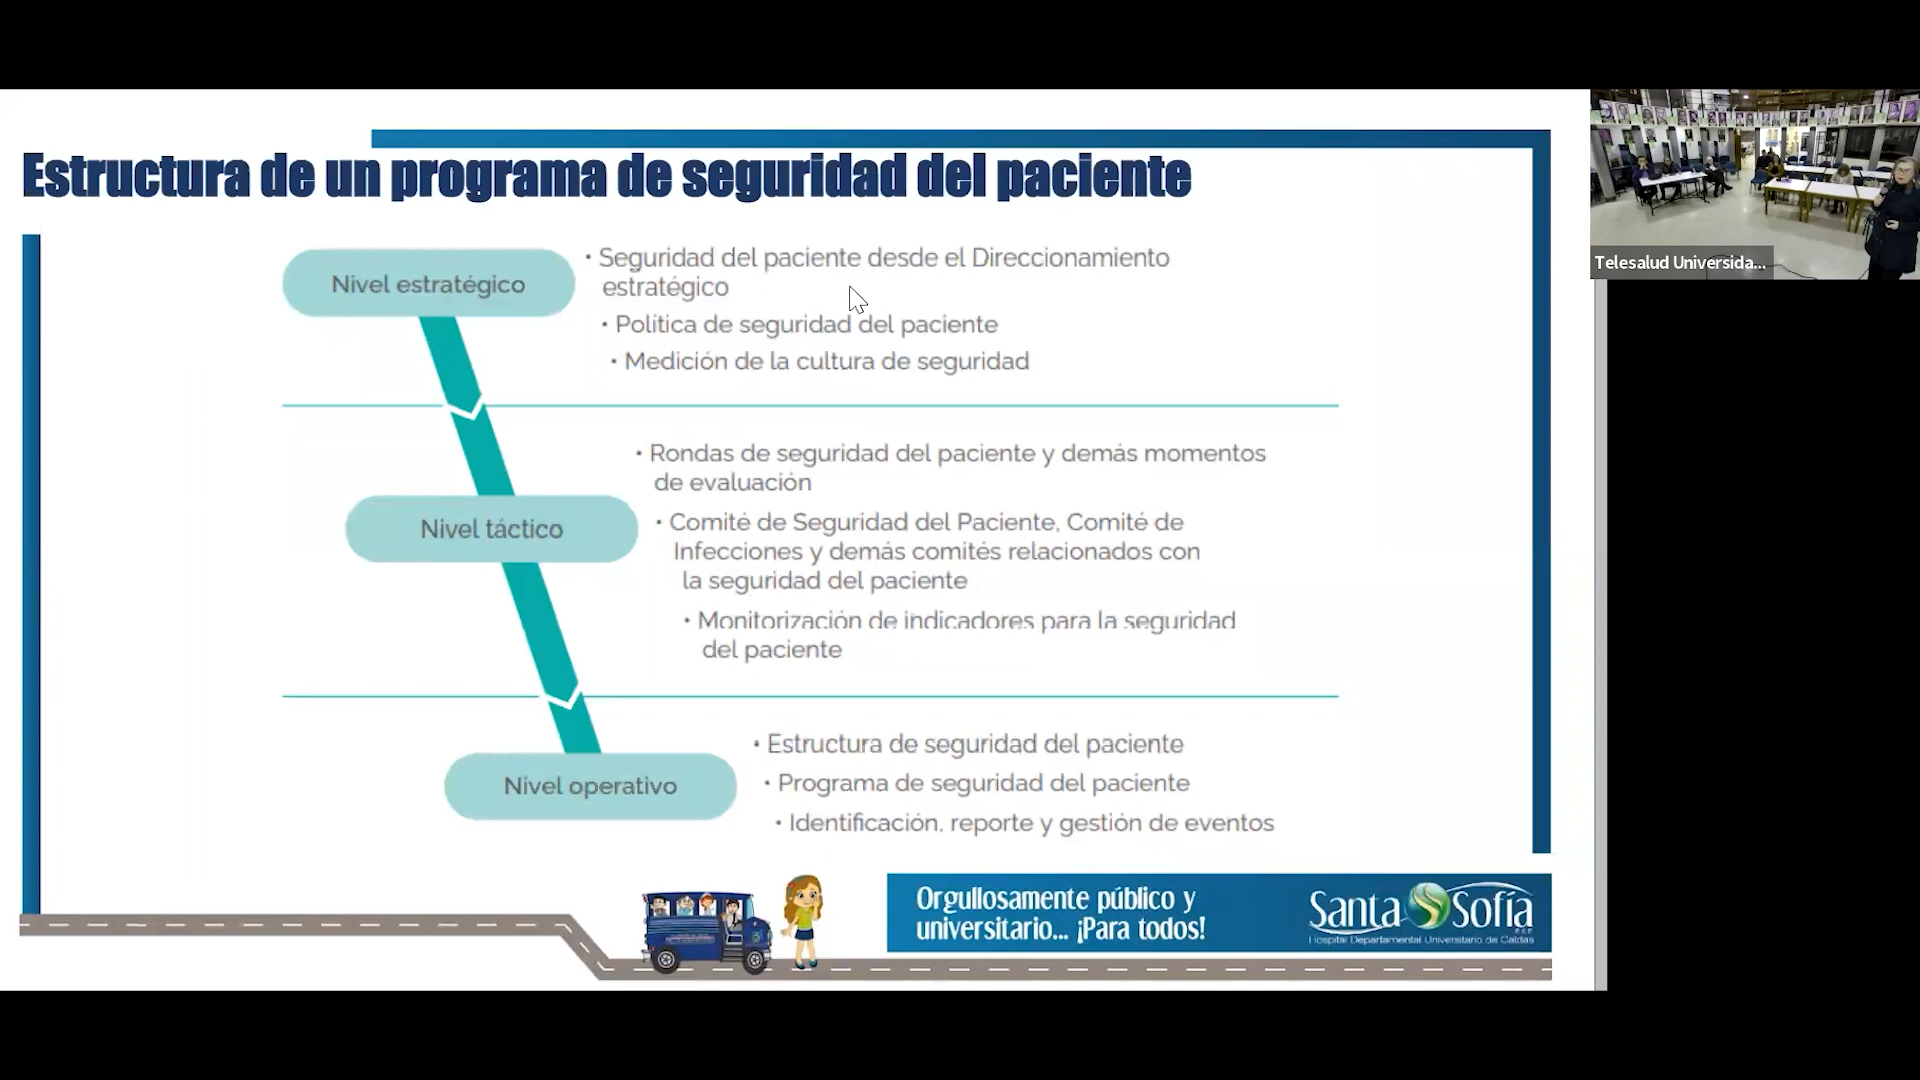 Estructura de un programa de seguridad del paciente
Nivel estratégico
• Seguridad del paciente desde el Direccionamiento
estratégico
• Política de seguridad del paciente
• Medición de la cultura de seguridad
Nivel táctico
• Rondas de seguridad del paciente y demás momentos
de evaluación
• Comité de Seguridad del Paciente, Comité de
Infecciones y demás comités relacionados con
la seguridad del paciente
• Monitorización de indicadores para la seguridad
del paciente
Nivel operativo
• Estructura de seguridad del paciente
• Programa de seguridad del paciente
• Identificación, reporte y gestión de eventos
Orgullosamente público y
universitario... ¡Para todos!
Santa Sofía
E.S.E
Hospital Departamental Universitario de Caldas
Telesalud Universida...